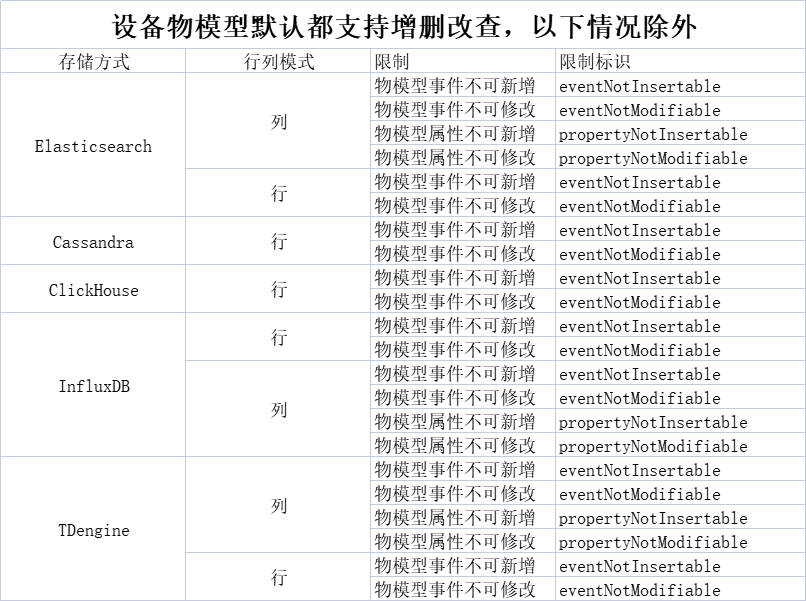 设备物模型默认都支持增删改查，以下情况除外
存储方式 行列模式 限制 限制标识
Elasticsearch 列 物模型事件不可新增 eventNotInsertable
物模型事件不可修改 eventNotModifiable
物模型属性不可新增 propertyNotInsertable
物模型属性不可修改 propertyNotModifiable
行 物模型事件不可新增 eventNotInsertable
物模型事件不可修改 eventNotModifiable
Cassandra 行 物模型事件不可新增 eventNotInsertable
物模型事件不可修改 eventNotModifiable
ClickHouse 行 物模型事件不可新增 eventNotInsertable
物模型事件不可修改 eventNotModifiable
InfluxDB 行 物模型事件不可新增 eventNotInsertable
物模型事件不可修改 eventNotModifiable
列 物模型事件不可新增 eventNotInsertable
物模型事件不可修改 eventNotModifiable
物模型属性不可新增 propertyNotInsertable
物模型属性不可修改 propertyNotModifiable
TDengine 列 物模型事件不可新增 eventNotInsertable
物模型事件不可修改 eventNotModifiable
物模型属性不可新增 propertyNotInsertable
物模型属性不可修改 propertyNotModifiable
行 物模型事件不可新增 eventNotInsertable
物模型事件不可修改 eventNotModifiable